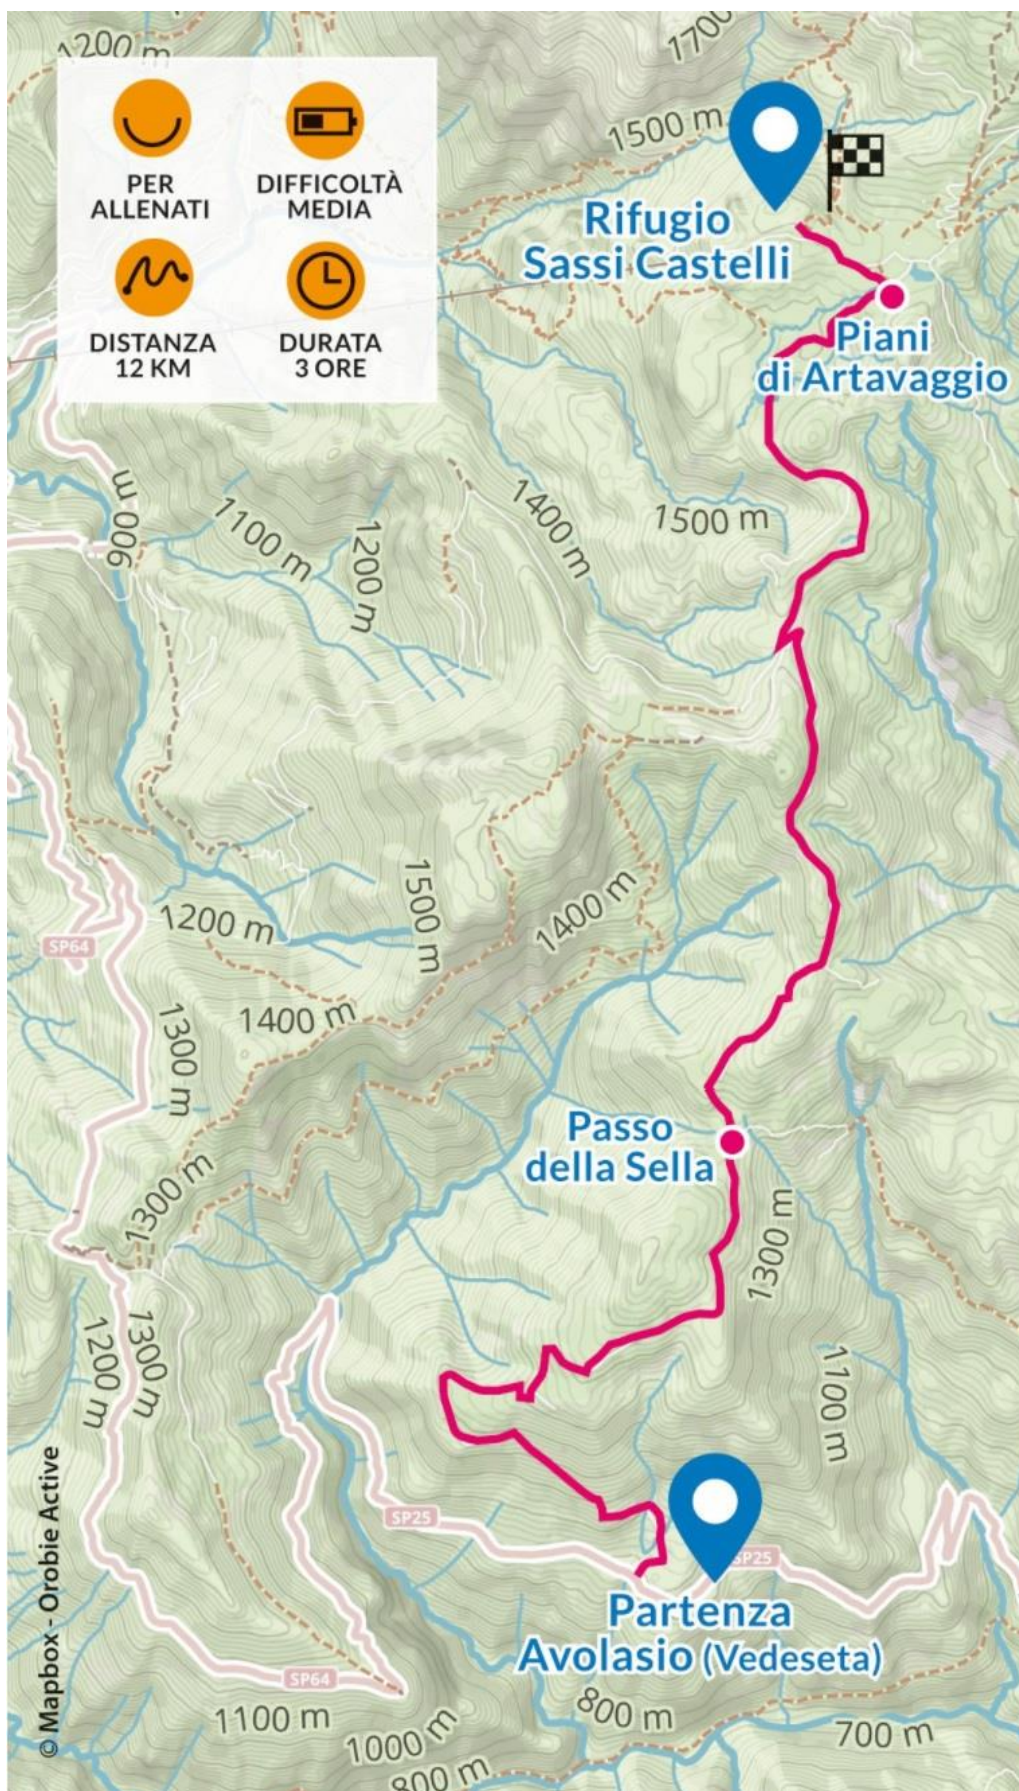 1200 m
1700
PER
ALLENATI
DIFFICOLTÀ
MEDIA
DISTANZA
12 KM
DURATA
3 ORE
1500 m
Rifugio
Sassi Castelli
Piani
di Artavaggio
900 m
1100 m
1200 m
1400 m
1500 m
1200 m
1500 m
1400 m
SP64
1400 m
1300 m
Passo
della Sella
1300 m
1300 m
1200 m
1300 m
1100 m
SP25
SP25
Partenza
Avolasio (Vedeseta)
SP64
1100 m
1000 m
800 m
800 m
700 m
© Mapbox - Orobie Active